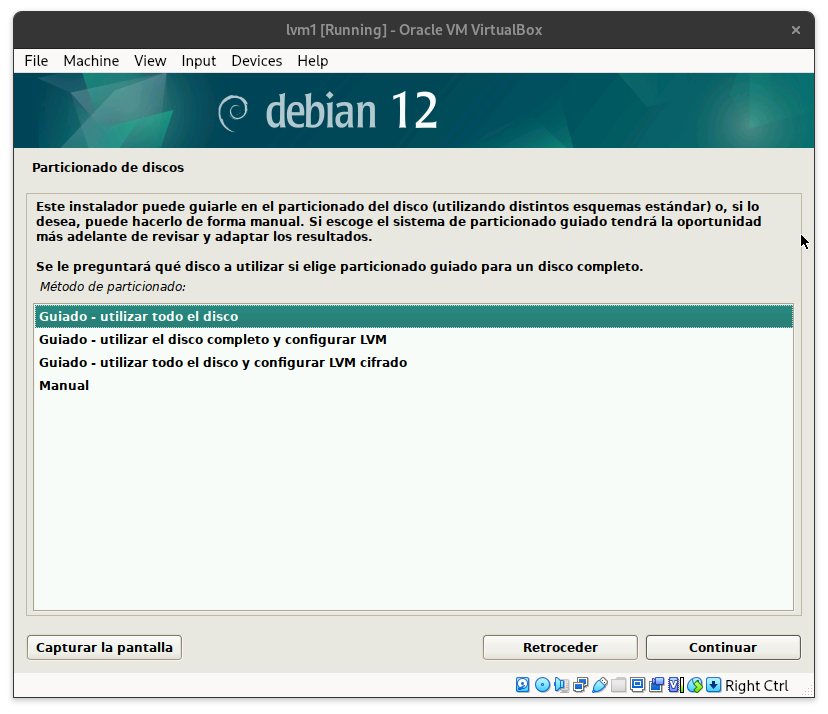 lvm1 [Running] - Oracle VM VirtualBox
File Machine View Input Devices Help
debian 12
Particionado de discos
Este instalador puede guiarle en el particionado del disco (utilizando distintos esquemas estándar) o, si lo
desea, puede hacerlo de forma manual. Si escoge el sistema de particionado guiado tendrá la oportunidad
más adelante de revisar y adaptar los resultados.
Se le preguntará qué disco a utilizar si elige particionado guiado para un disco completo.
Método de particionado:
Guiado - utilizar todo el disco
Guiado - utilizar el disco completo y configurar LVM
Guiado - utilizar todo el disco y configurar LVM cifrado
Manual
Capturar la pantalla Retroceder Continuar
Right Ctrl